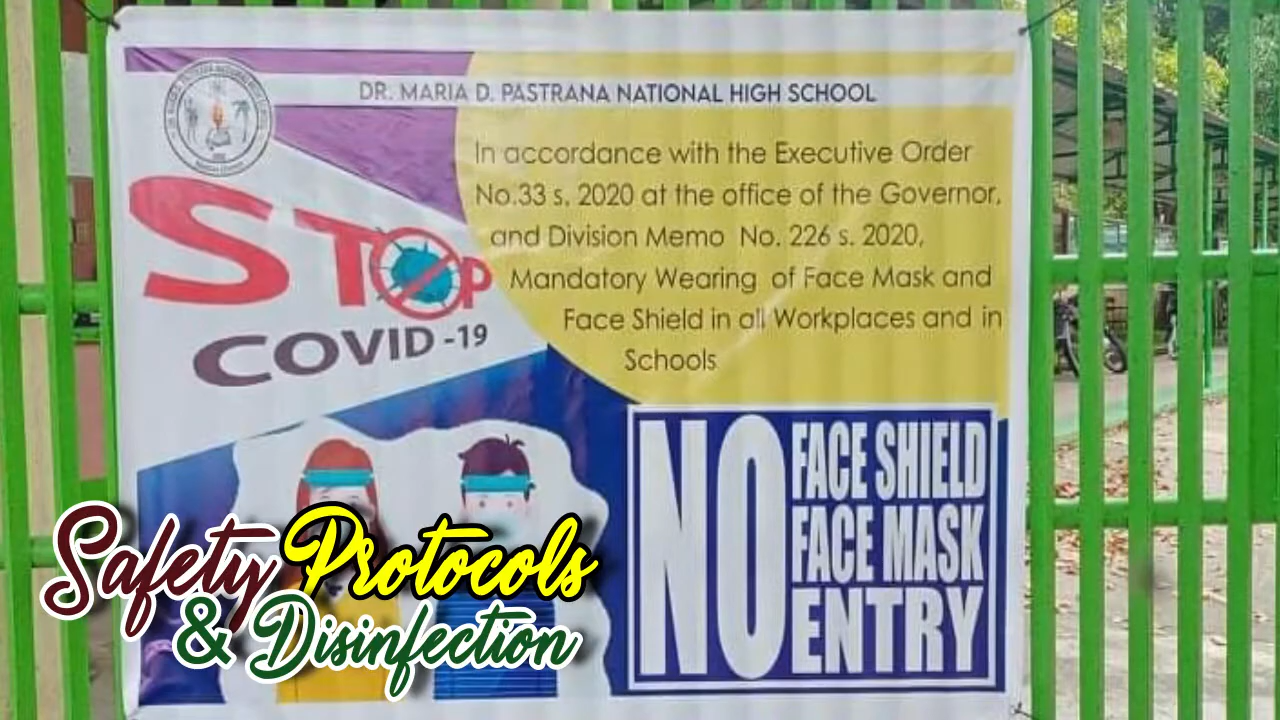 DR. MARIA D. PASTRANA NATIONAL HIGH SCHOOL
In accordance with the Executive Order
No.33 s. 2020 at the office of the Governor,
and Division Memo No. 226 s. 2020,
Mandatory Wearing of Face Mask and
Face Shield in all Workplaces and in
Schools
STOP
COVID -19
NO FACE SHIELD
FACE MASK
ENTRY
Safety Protocols
& Disinfection